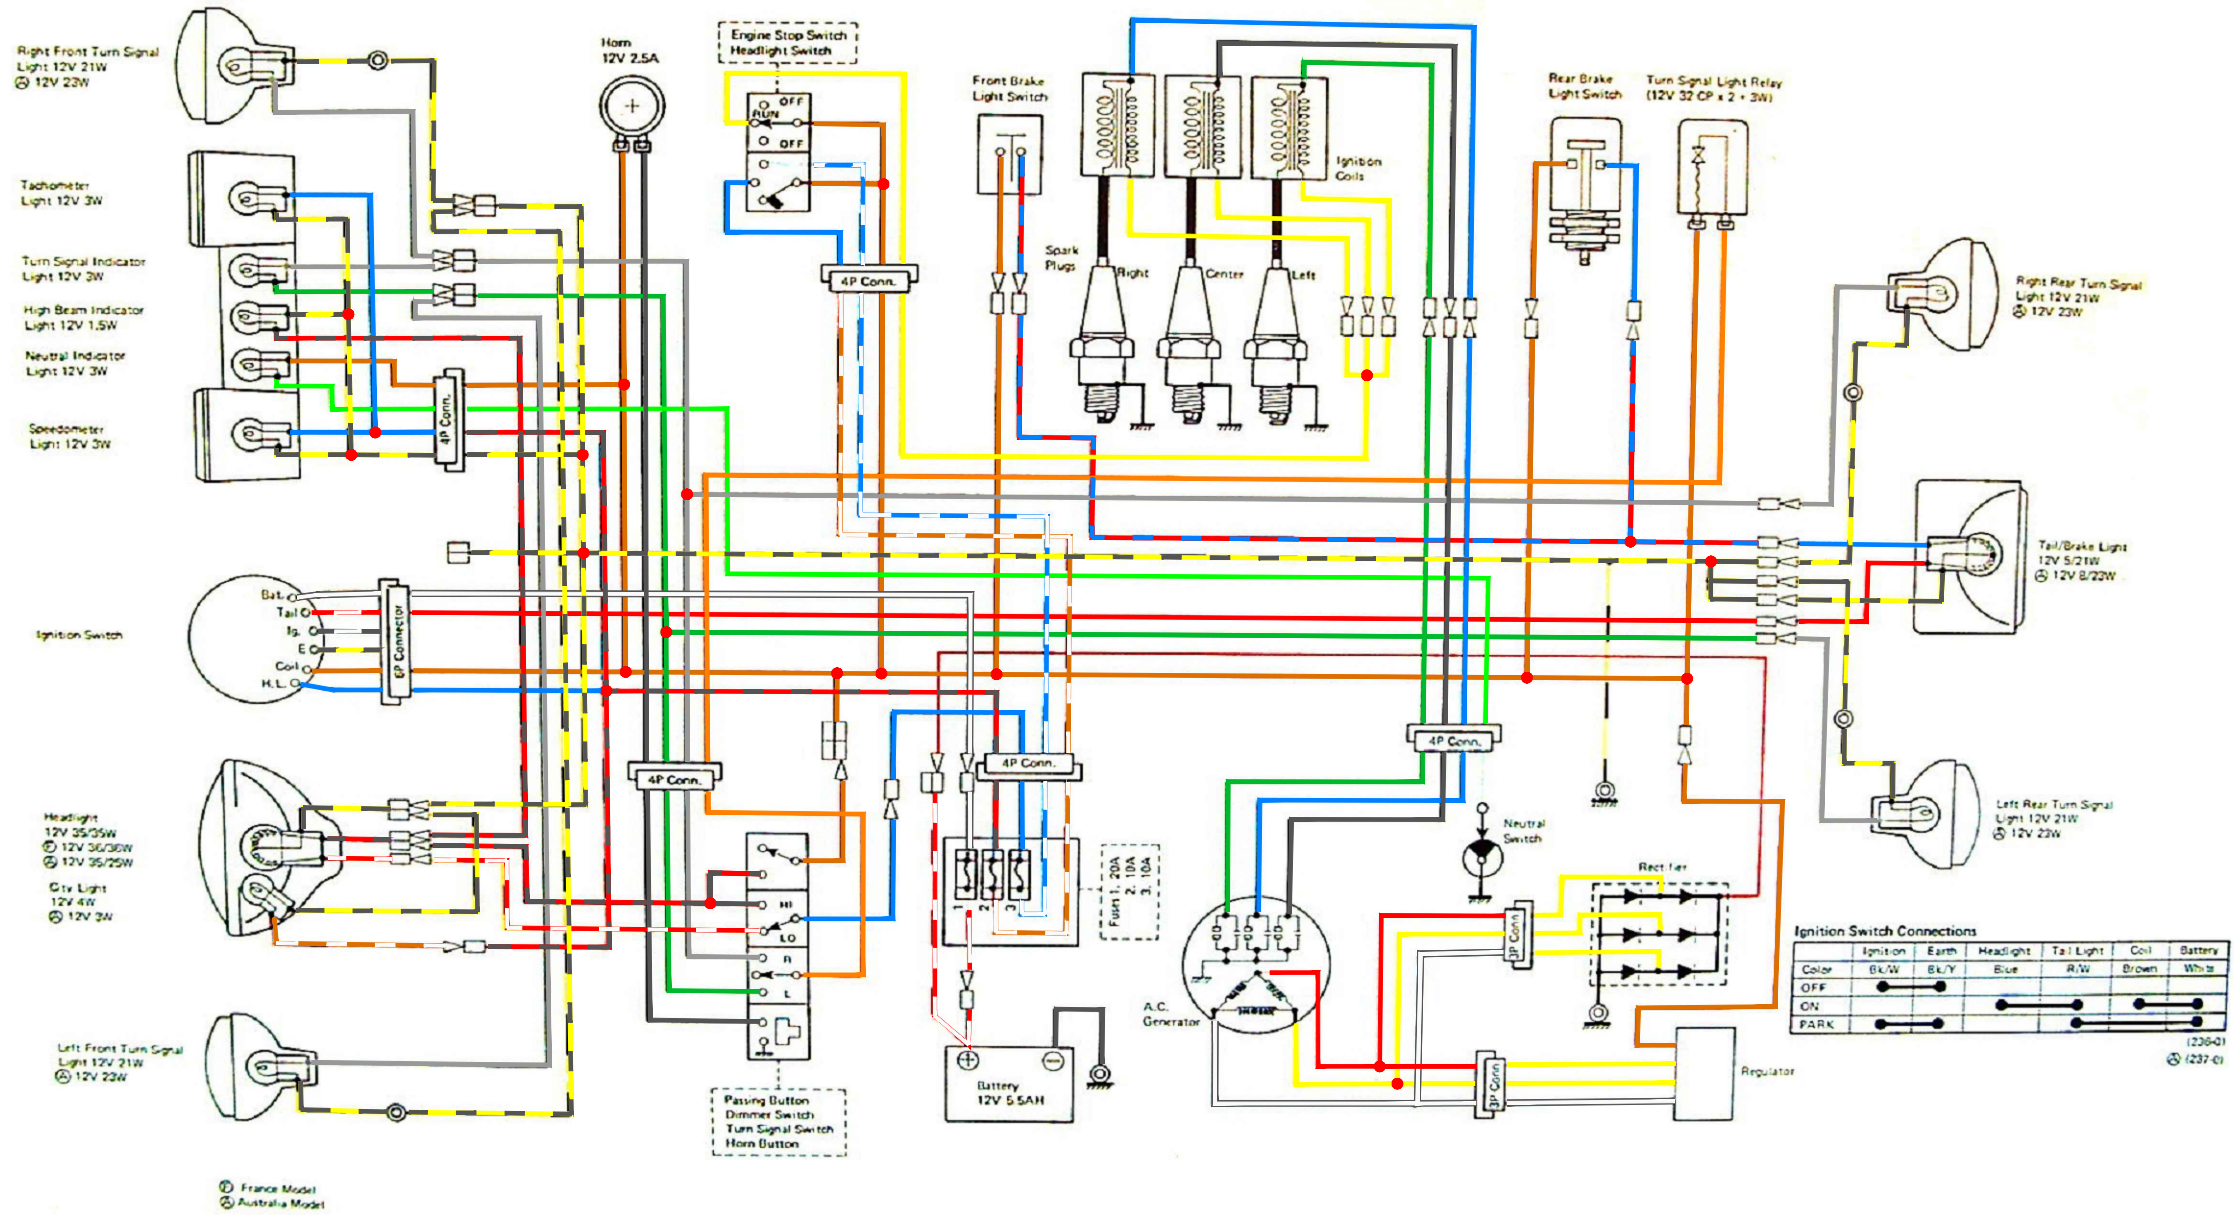 Right Front Turn Signal
Light 12V 21W
Ⓐ 12V 23W
Tachometer
Light 12V 3W
Turn Signal Indicator
Light 12V 3W
High Beam Indicator
Light 12V 1.5W
Neutral Indicator
Light 12V 3W
Speedometer
Light 12V 3W
4P Conn.
Horn
12V 2.5A
Engine Stop Switch
Headlight Switch
OFF
RUN
OFF
4P Conn.
Front Brake
Light Switch
Ignition
Coils
Spark
Plugs
Right
Center
Left
Rear Brake
Light Switch
Turn Signal Light Relay
(12V 32 CP x 2 + 3W)
Right Rear Turn Signal
Light 12V 21W
Ⓐ 12V 23W
Tail/Brake Light
12V 5/21W
Ⓐ 12V 8/23W
Left Rear Turn Signal
Light 12V 21W
Ⓐ 12V 23W
Ignition Switch
Bat.
Tail
Ig.
E
Coil
H.L.
6P Connector
Headlight
12V 35/35W
Ⓕ 12V 36/36W
Ⓐ 12V 35/25W
City Light
12V 4W
Ⓐ 12V 3W
Left Front Turn Signal
Light 12V 21W
Ⓐ 12V 23W
4P Conn.
HI
LO
R
L
Passing Button
Dimmer Switch
Turn Signal Switch
Horn Button
4P Conn.
1
2
3
Fuse 1. 20A
2. 10A
3. 10A
Battery
12V 5.5AH
4P Conn.
Neutral
Switch
A.C.
Generator
3P Conn
3P Conn
Rectifier
Regulator
Ignition Switch Connections
Ignition Earth Headlight Tail Light Coil Battery
Color Bk/W Bk/Y Blue R/W Brown White
OFF
ON
PARK
(236-0)
Ⓐ (237-0)
Ⓕ France Model
Ⓐ Australia Model